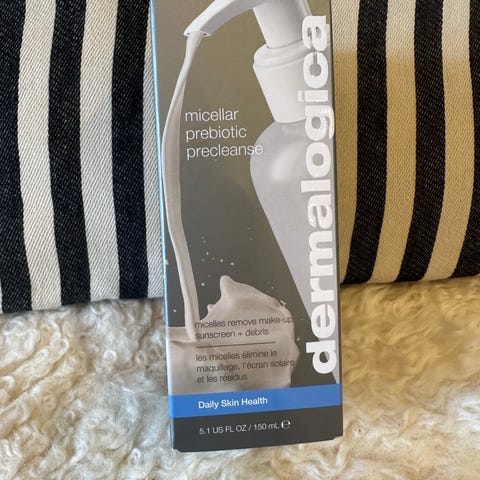 micellar
prebiotic
precleanse
dermalogica
micelles remove make-up,
sunscreen + debris
les micelles élimine le
maquillage, l'écran solaire
et les résidus
Daily Skin Health
5.1 US FL OZ / 150 mL ℮